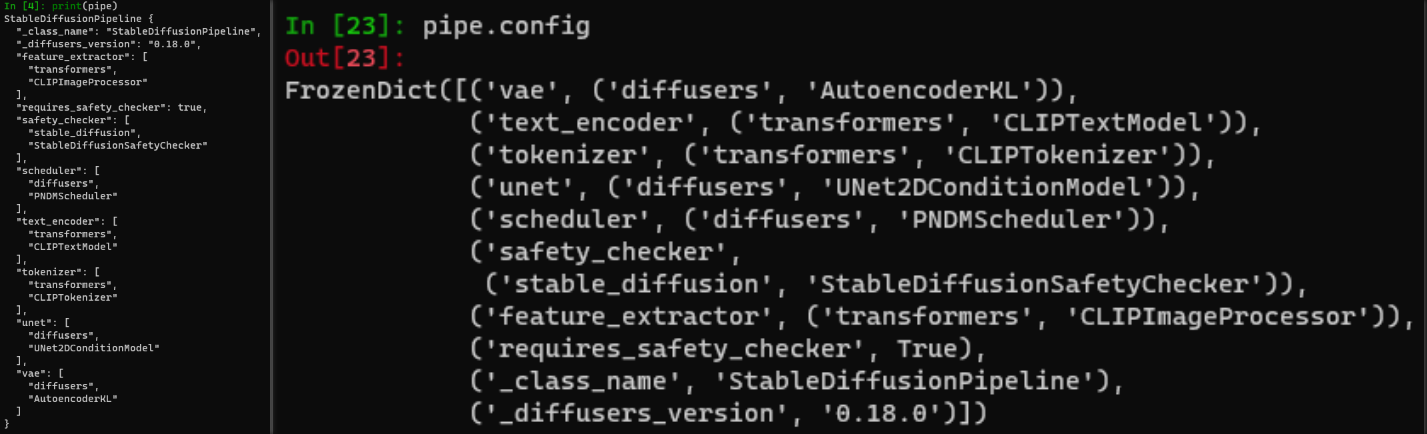 In [4]: print(pipe)
StableDiffusionPipeline {
  "_class_name": "StableDiffusionPipeline",
  "_diffusers_version": "0.18.0",
  "feature_extractor": [
    "transformers",
    "CLIPImageProcessor"
  ],
  "requires_safety_checker": true,
  "safety_checker": [
    "stable_diffusion",
    "StableDiffusionSafetyChecker"
  ],
  "scheduler": [
    "diffusers",
    "PNDMScheduler"
  ],
  "text_encoder": [
    "transformers",
    "CLIPTextModel"
  ],
  "tokenizer": [
    "transformers",
    "CLIPTokenizer"
  ],
  "unet": [
    "diffusers",
    "UNet2DConditionModel"
  ],
  "vae": [
    "diffusers",
    "AutoencoderKL"
  ]
}
In [23]: pipe.config
Out[23]:
FrozenDict([('vae', ('diffusers', 'AutoencoderKL')),
            ('text_encoder', ('transformers', 'CLIPTextModel')),
            ('tokenizer', ('transformers', 'CLIPTokenizer')),
            ('unet', ('diffusers', 'UNet2DConditionModel')),
            ('scheduler', ('diffusers', 'PNDMScheduler')),
            ('safety_checker',
             ('stable_diffusion', 'StableDiffusionSafetyChecker')),
            ('feature_extractor', ('transformers', 'CLIPImageProcessor')),
            ('requires_safety_checker', True),
            ('_class_name', 'StableDiffusionPipeline'),
            ('_diffusers_version', '0.18.0')])